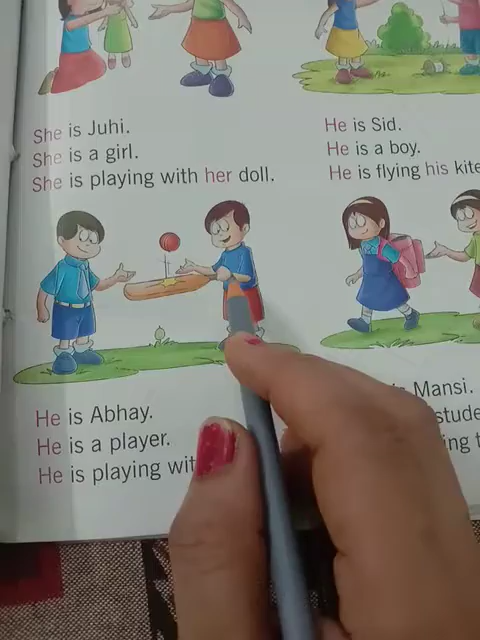 She is Juhi.
She is a girl.
She is playing with her doll.
He is Sid.
He is a boy.
He is flying his kite
He is Abhay.
He is a player.
He is playing
Mansi.